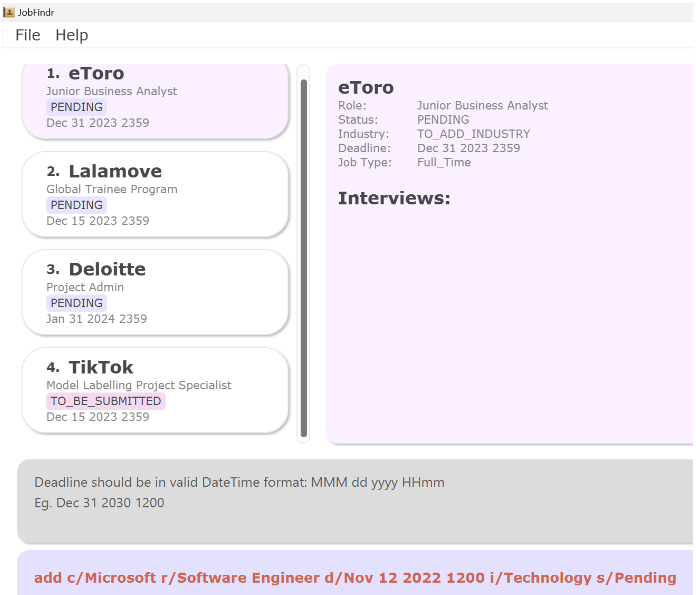 JobFindr
File Help
1. eToro
Junior Business Analyst
PENDING
Dec 31 2023 2359
2. Lalamove
Global Trainee Program
PENDING
Dec 15 2023 2359
3. Deloitte
Project Admin
PENDING
Jan 31 2024 2359
4. TikTok
Model Labelling Project Specialist
TO_BE_SUBMITTED
Dec 15 2023 2359
eToro
Role: Junior Business Analyst
Status: PENDING
Industry: TO_ADD_INDUSTRY
Deadline: Dec 31 2023 2359
Job Type: Full_Time
Interviews:
Deadline should be in valid DateTime format: MMM dd yyyy HHmm
Eg. Dec 31 2030 1200
add c/Microsoft r/Software Engineer d/Nov 12 2022 1200 i/Technology s/Pending